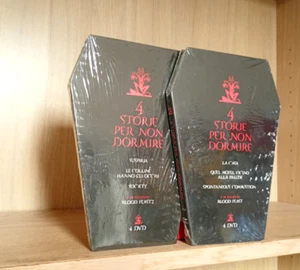 4
STORIE
PER NON
DORMIRE
SUSPIRIA
LE COLLINE
HANNO GLI OCCHI
SOCIETY
BLOOD FEAST
4 DVD
4
STORIE
PER NON
DORMIRE
LA CASA
QUEL MOTEL VICINO
ALLA PALUDE
SPONTANEOUS COMBUSTION
BLOOD FEAST
4 DVD